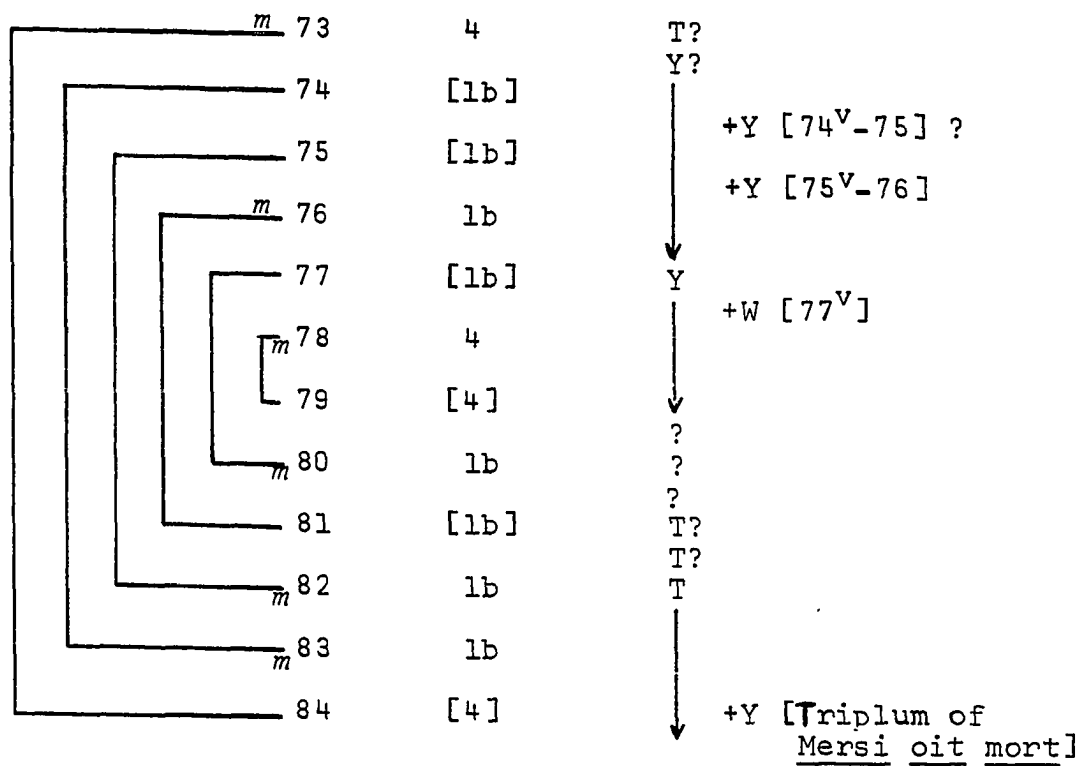 m 73 4 T?
Y?
74 [1b]
+Y [74v-75] ?
75 [1b]
+Y [75v-76]
m 76 1b
77 [1b] Y
+W [77v]
m 78 4
79 [4]
?
m 80 1b ?
?
81 [1b] T?
T?
m 82 1b T
m 83 1b
84 [4] +Y [Triplum of
Mersi oit mort]